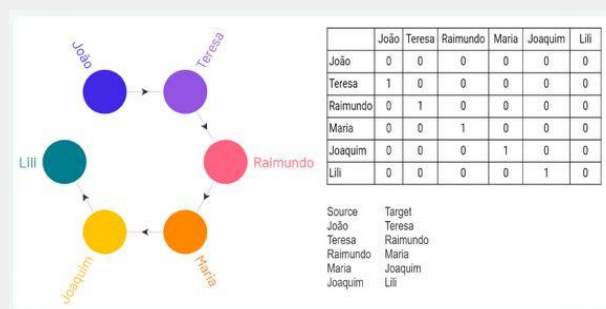 João
Teresa
Lili
Raimundo
Joaquim
Maria
João Teresa Raimundo Maria Joaquim Lili
João 0 0 0 0 0 0
Teresa 1 0 0 0 0 0
Raimundo 0 1 0 0 0 0
Maria 0 0 1 0 0 0
Joaquim 0 0 0 1 0 0
Lili 0 0 0 0 1 0
Source Target
João Teresa
Teresa Raimundo
Raimundo Maria
Maria Joaquim
Joaquim Lili